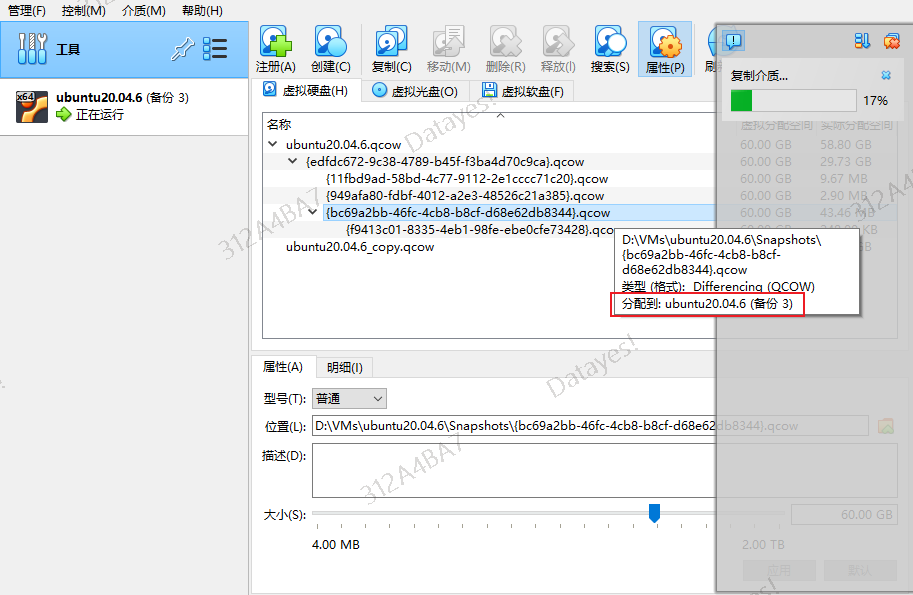 管理(F) 控制(M) 介质(M) 帮助(H)
工具
x64
ubuntu20.04.6 (备份 3)
正在运行
注册(A) 创建(C) 复制(C) 移动(M) 删除(R) 释放(l) 搜索(S) 属性(P)
虚拟硬盘(H) 虚拟光盘(O) 虚拟软盘(F)
复制介质...
17%
名称 虚拟分配空间 实际分配空间
ubuntu20.04.6.qcow 60.00 GB 58.80 GB
{edfdc672-9c38-4789-b45f-f3ba4d70c9ca}.qcow 60.00 GB 29.73 GB
{11fbd9ad-58bd-4c77-9112-2e1cccc71c20}.qcow 60.00 GB 9.67 MB
{949afa80-fdbf-4012-a2e3-48526c21a385}.qcow 60.00 GB 2.90 MB
{bc69a2bb-46fc-4cb8-b8cf-d68e62db8344}.qcow 60.00 GB 43.46 MB
{f9413c01-8335-4eb1-98fe-ebe0cfe73428}.qco
ubuntu20.04.6_copy.qcow
D:\VMs\ubuntu20.04.6\Snapshots\
{bc69a2bb-46fc-4cb8-b8cf-
d68e62db8344}.qcow
类型 (格式): Differencing (QCOW)
分配到: ubuntu20.04.6 (备份 3)
属性(A) 明细(I)
型号(T): 普通
位置(L): D:\VMs\ubuntu20.04.6\Snapshots\{bc69a2bb-46fc-4cb8-b8cf-d68e62db8344}.qcow
描述(D):
大小(S): 60.00 GB
4.00 MB 2.00 TB
应用 默认
312A4BA7
Datayes!
312A4BA7
Datayes!
312A4BA7